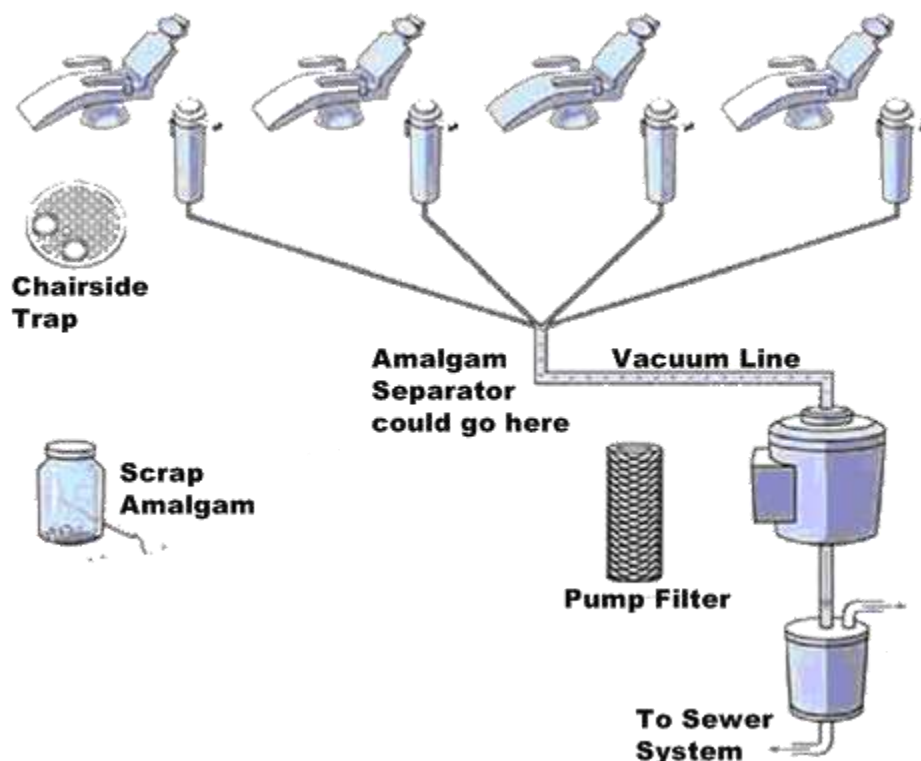 Chairside
Trap
Amalgam
Separator
could go here
Vacuum Line
Scrap
Amalgam
Pump Filter
To Sewer
System